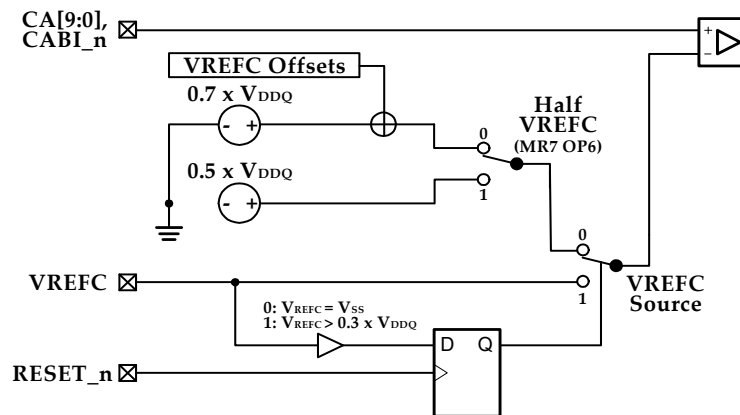 CA[9:0],
CABI_n
+
−
VREFC Offsets
0.7 x VDDQ
- +
Half
VREFC
(MR7 OP6)
0
1
0.5 x VDDQ
- +
0
1
VREFC
Source
VREFC
0: VREFC = VSS
1: VREFC > 0.3 x VDDQ
D Q
RESET_n